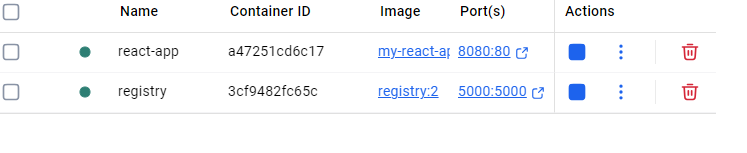 Name Container ID Image Port(s) Actions
react-app a47251cd6c17 my-react-ap 8080:80
registry 3cf9482fc65c registry:2 5000:5000